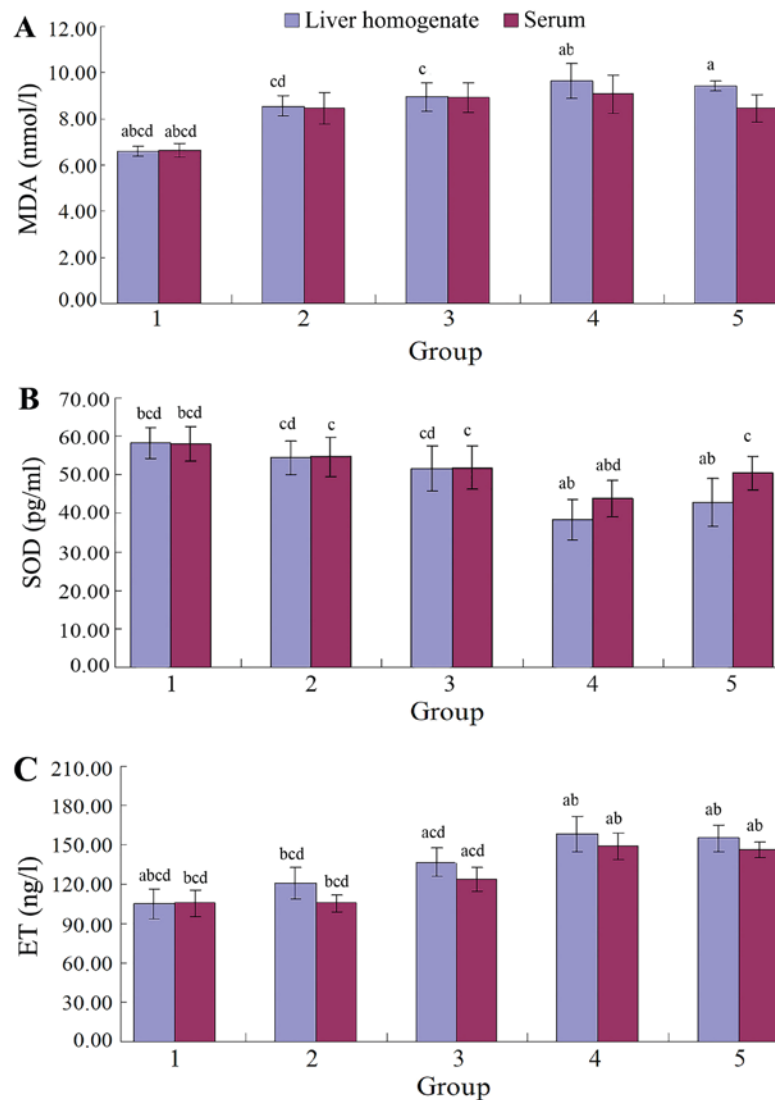 A
Liver homogenate Serum
12.00
10.00
8.00
6.00
4.00
2.00
0.00
MDA (nmol/l)
abcd abcd cd c ab a
1 2 3 4 5
Group
B
70.00
60.00
50.00
40.00
30.00
20.00
10.00
0.00
SOD (pg/ml)
bcd bcd cd c cd c ab abd ab c
1 2 3 4 5
Group
C
210.00
180.00
150.00
120.00
90.00
60.00
30.00
0.00
ET (ng/l)
abcd bcd bcd bcd acd acd ab ab ab ab
1 2 3 4 5
Group